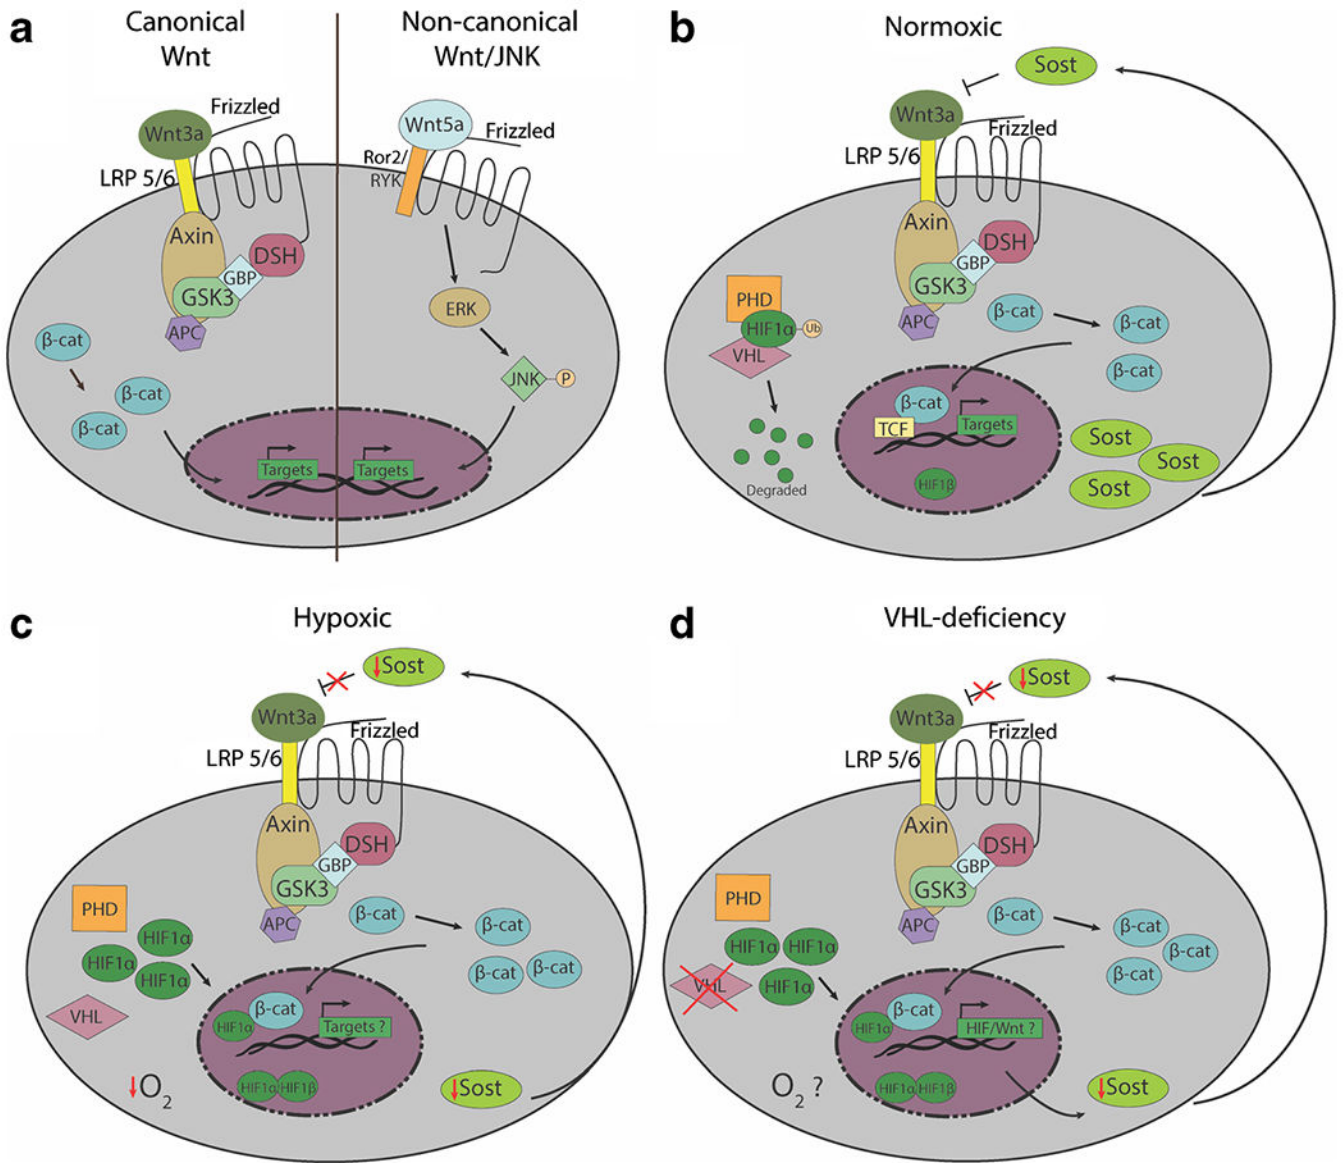 a
Canonical
Wnt
Non-canonical
Wnt/JNK
Wnt3a
Frizzled
LRP 5/6
Axin
DSH
GBP
GSK3
APC
β-cat
β-cat
β-cat
Targets
Wnt5a
Frizzled
Ror2/
RYK
ERK
JNK
P
Targets
b
Normoxic
Sost
Wnt3a
Frizzled
LRP 5/6
Axin
DSH
GBP
GSK3
APC
PHD
HIF1α
Ub
VHL
Degraded
β-cat
β-cat
β-cat
β-cat
TCF
Targets
HIF1β
Sost
Sost
Sost
c
Hypoxic
↓Sost
Wnt3a
Frizzled
LRP 5/6
Axin
DSH
GBP
GSK3
APC
PHD
HIF1α
HIF1α
HIF1α
VHL
↓O2
β-cat
β-cat
β-cat
β-cat
β-cat
HIF1α
Targets ?
HIF1α
HIF1β
↓Sost
d
VHL-deficiency
↓Sost
Wnt3a
Frizzled
LRP 5/6
Axin
DSH
GBP
GSK3
APC
PHD
HIF1α
HIF1α
HIF1α
VHL
O2 ?
β-cat
β-cat
β-cat
β-cat
β-cat
HIF1α
HIF/Wnt ?
HIF1α
HIF1β
↓Sost